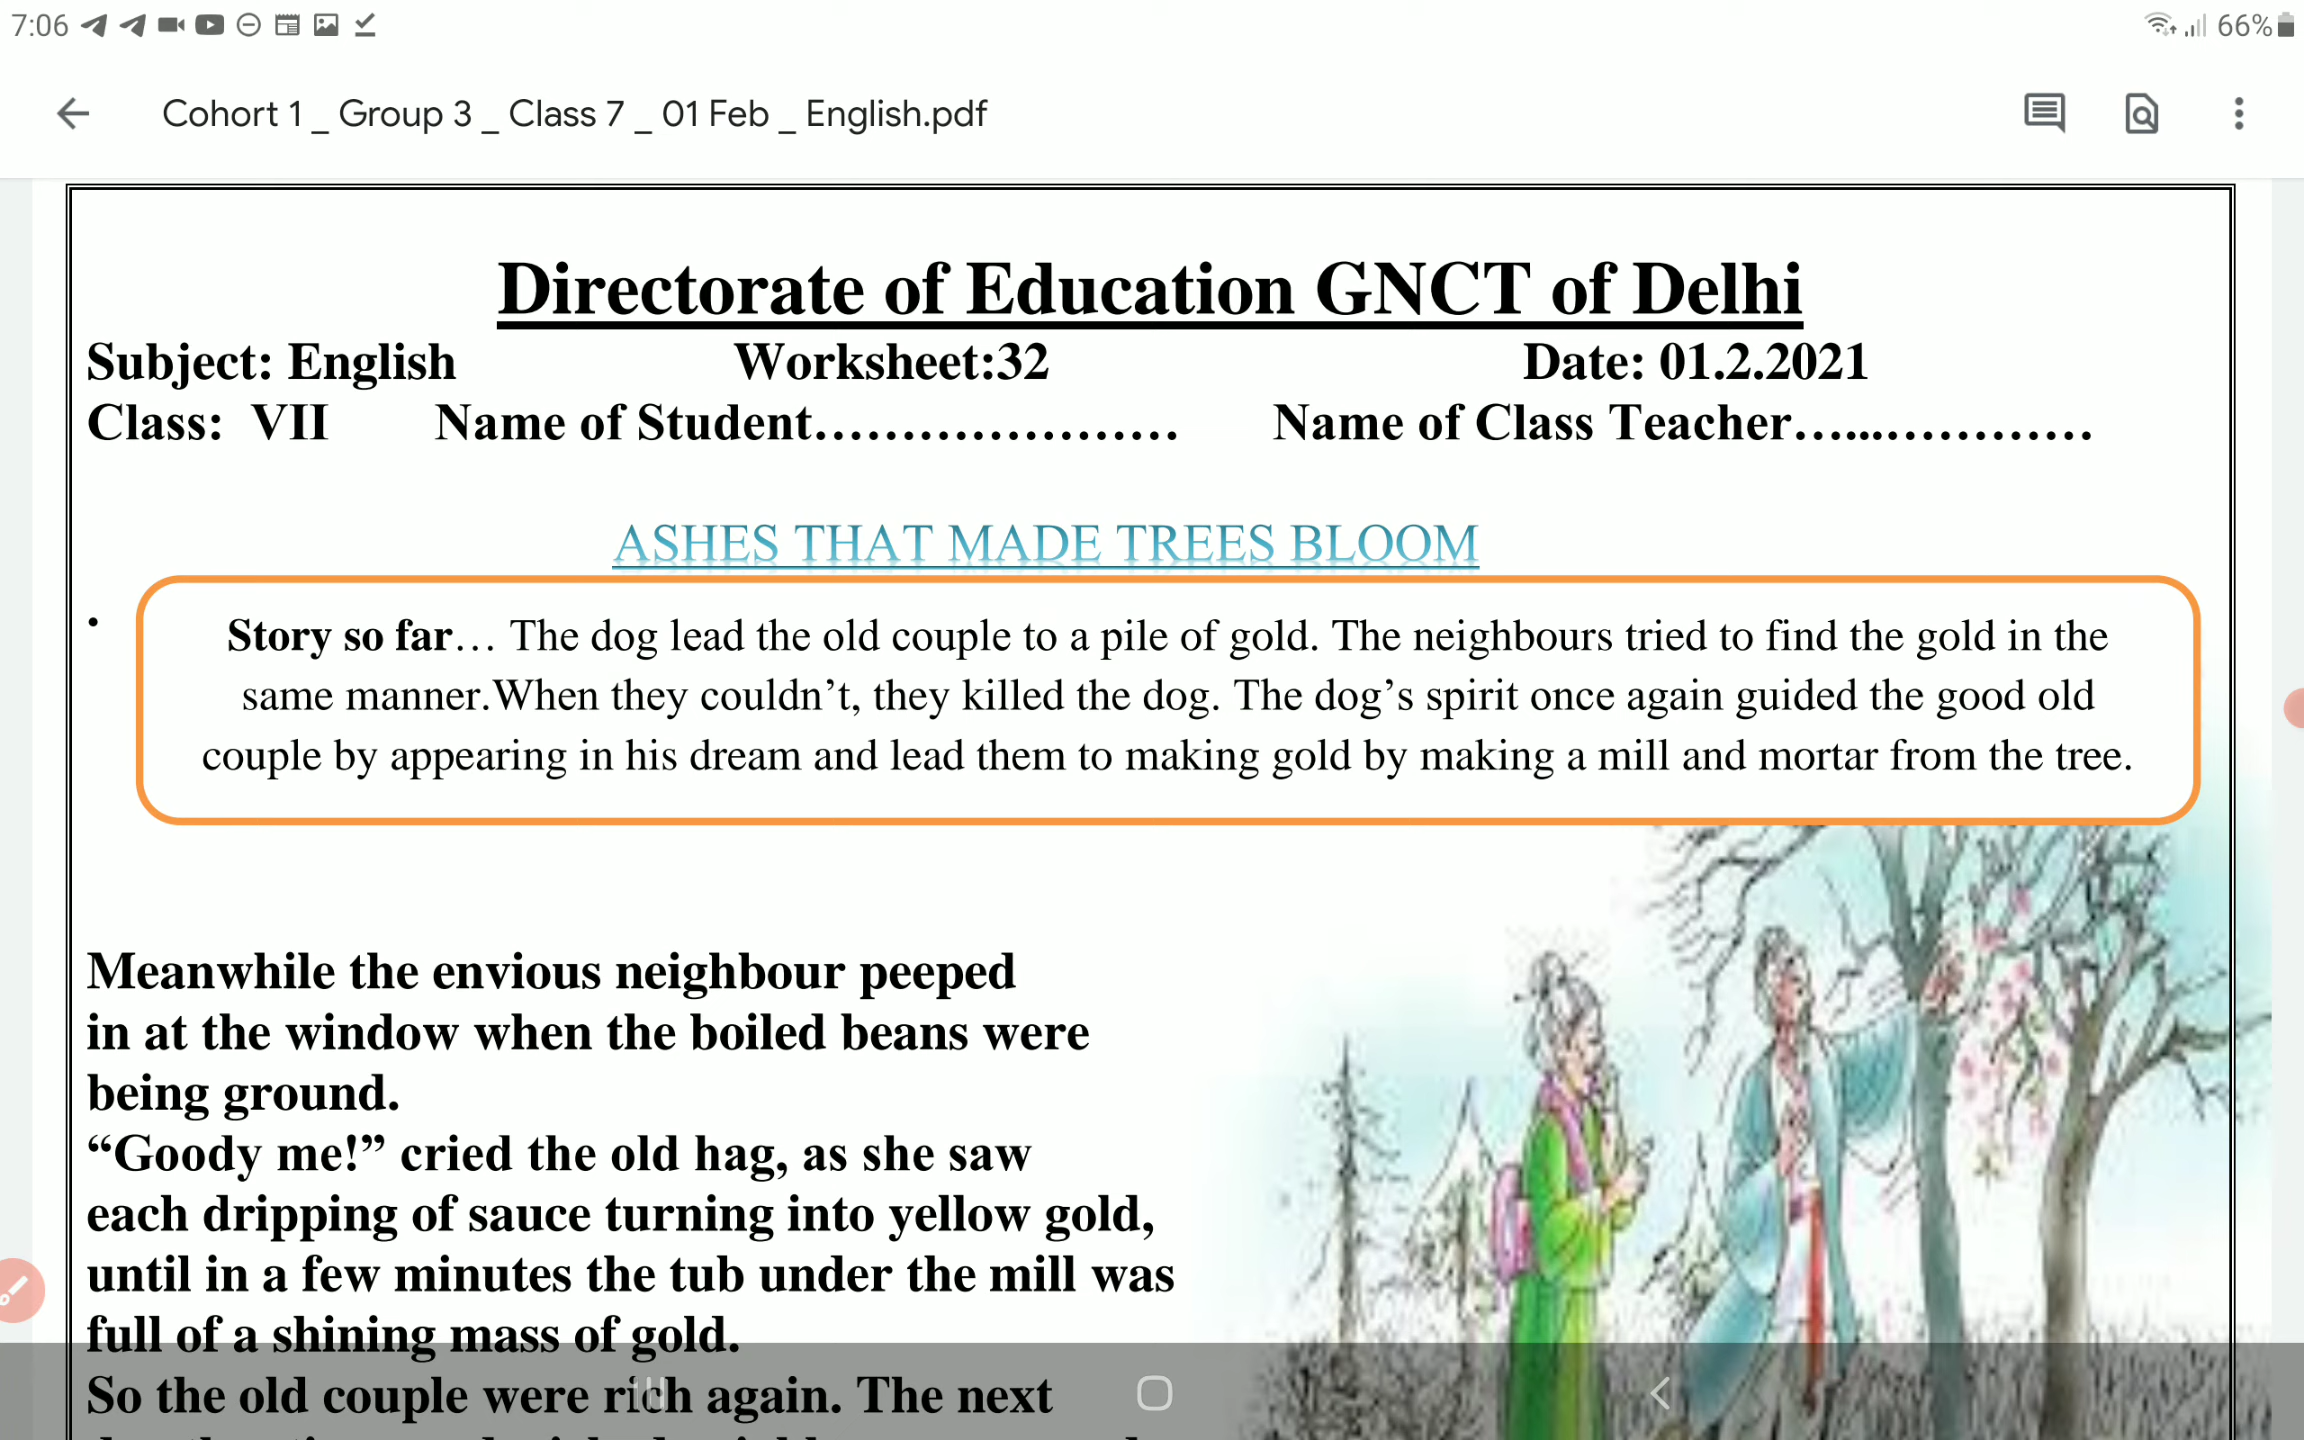 7:06 66%
Cohort 1 _ Group 3 _ Class 7 _ 01 Feb _ English.pdf
Directorate of Education GNCT of Delhi
Subject: English Worksheet:32 Date: 01.2.2021
Class: VII Name of Student..................... Name of Class Teacher……...…………
ASHES THAT MADE TREES BLOOM
. Story so far… The dog lead the old couple to a pile of gold. The neighbours tried to find the gold in the
same manner.When they couldn’t, they killed the dog. The dog’s spirit once again guided the good old
couple by appearing in his dream and lead them to making gold by making a mill and mortar from the tree.
Meanwhile the envious neighbour peeped
in at the window when the boiled beans were
being ground.
“Goody me!” cried the old hag, as she saw
each dripping of sauce turning into yellow gold,
until in a few minutes the tub under the mill was
full of a shining mass of gold.
So the old couple were rich again. The next